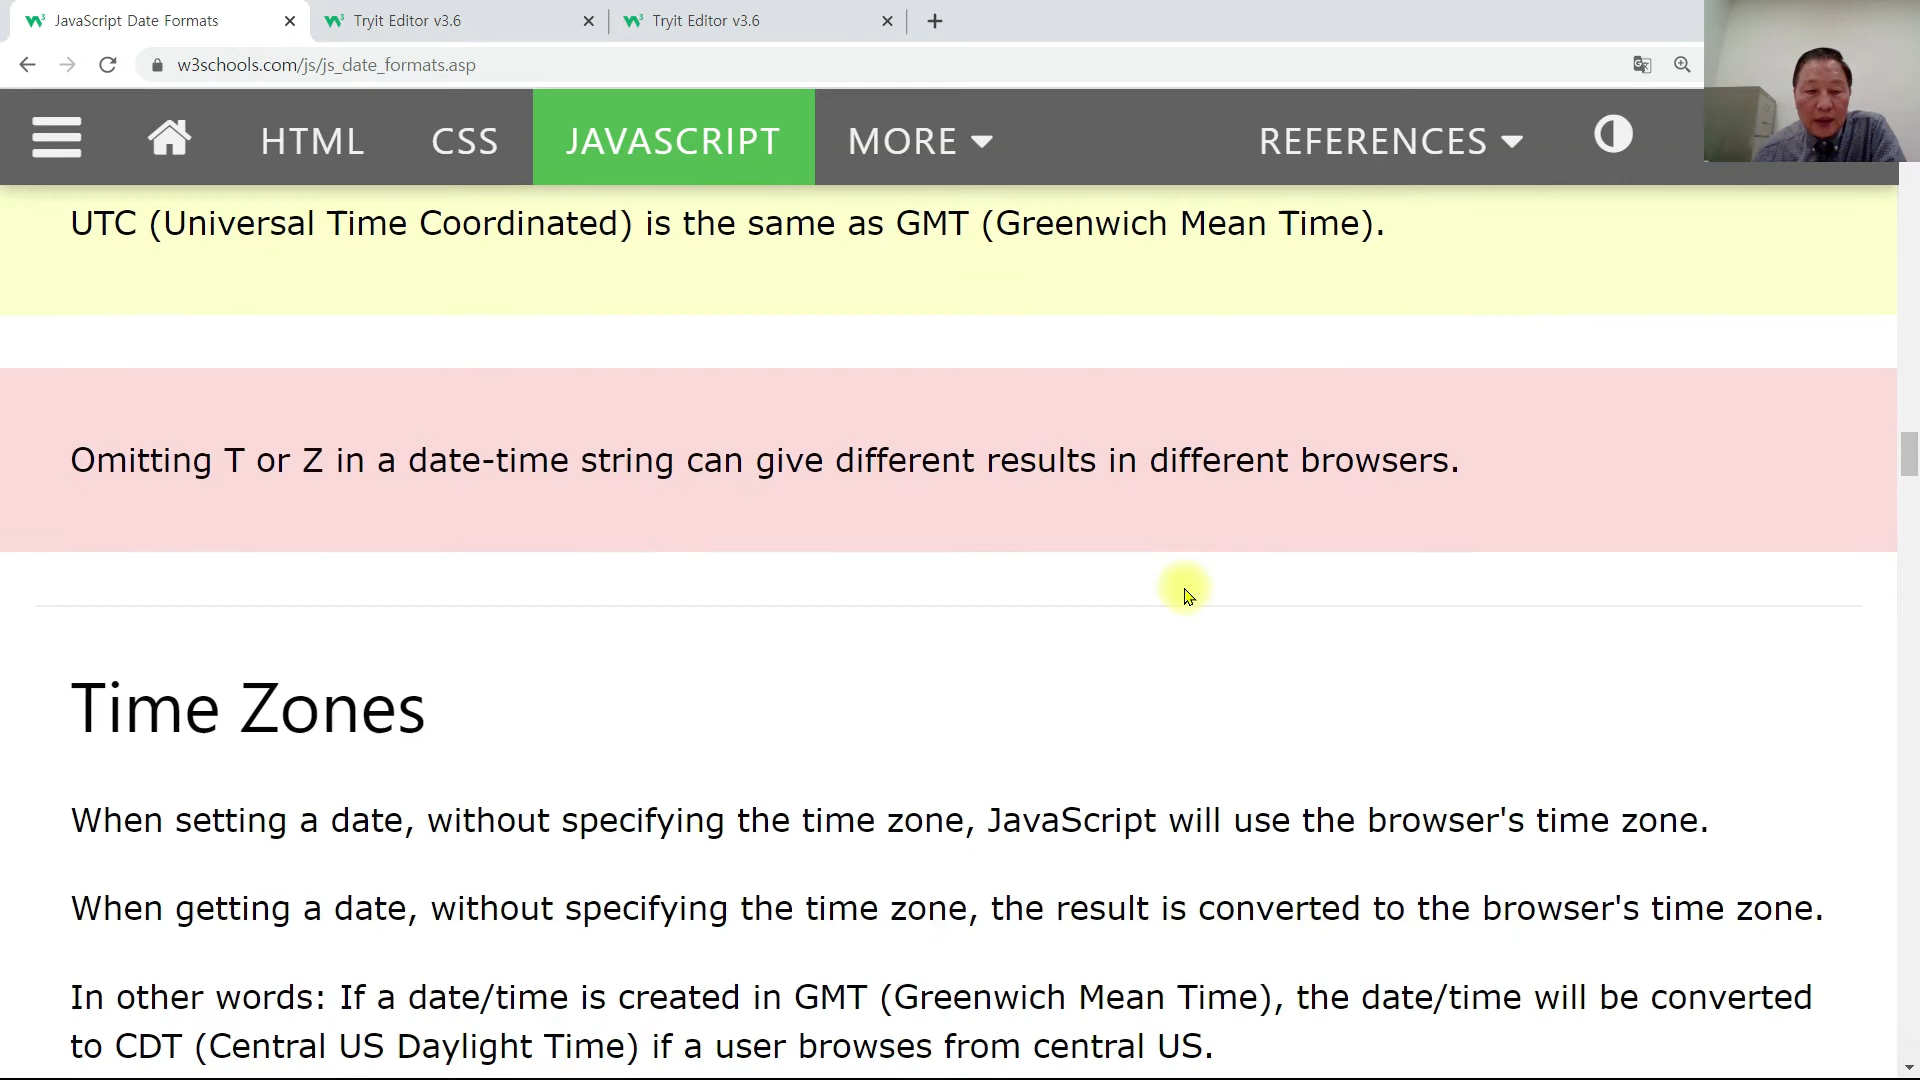 JavaScript Date Formats
Tryit Editor v3.6
Tryit Editor v3.6
w3schools.com/js/js_date_formats.asp
HTML
CSS
JAVASCRIPT
MORE
REFERENCES
UTC (Universal Time Coordinated) is the same as GMT (Greenwich Mean Time).
Omitting T or Z in a date-time string can give different results in different browsers.
Time Zones
When setting a date, without specifying the time zone, JavaScript will use the browser's time zone.
When getting a date, without specifying the time zone, the result is converted to the browser's time zone.
In other words: If a date/time is created in GMT (Greenwich Mean Time), the date/time will be converted
to CDT (Central US Daylight Time) if a user browses from central US.